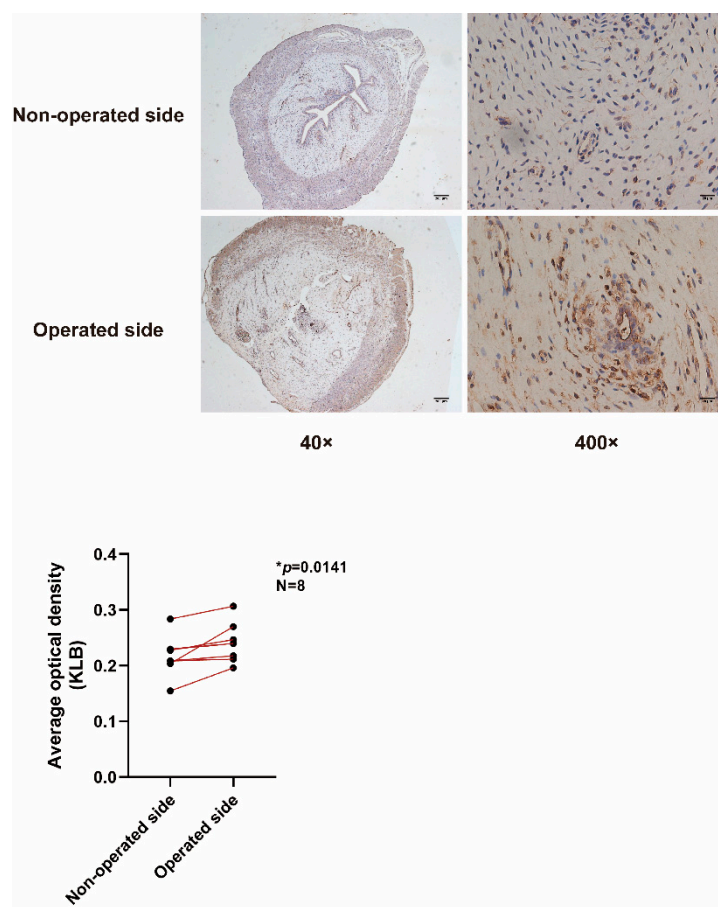 Non-operated side
Operated side
40×
400×
*p=0.0141
N=8
Average optical density
(KLB)
0.4
0.3
0.2
0.1
0.0
Non-operated side
Operated side